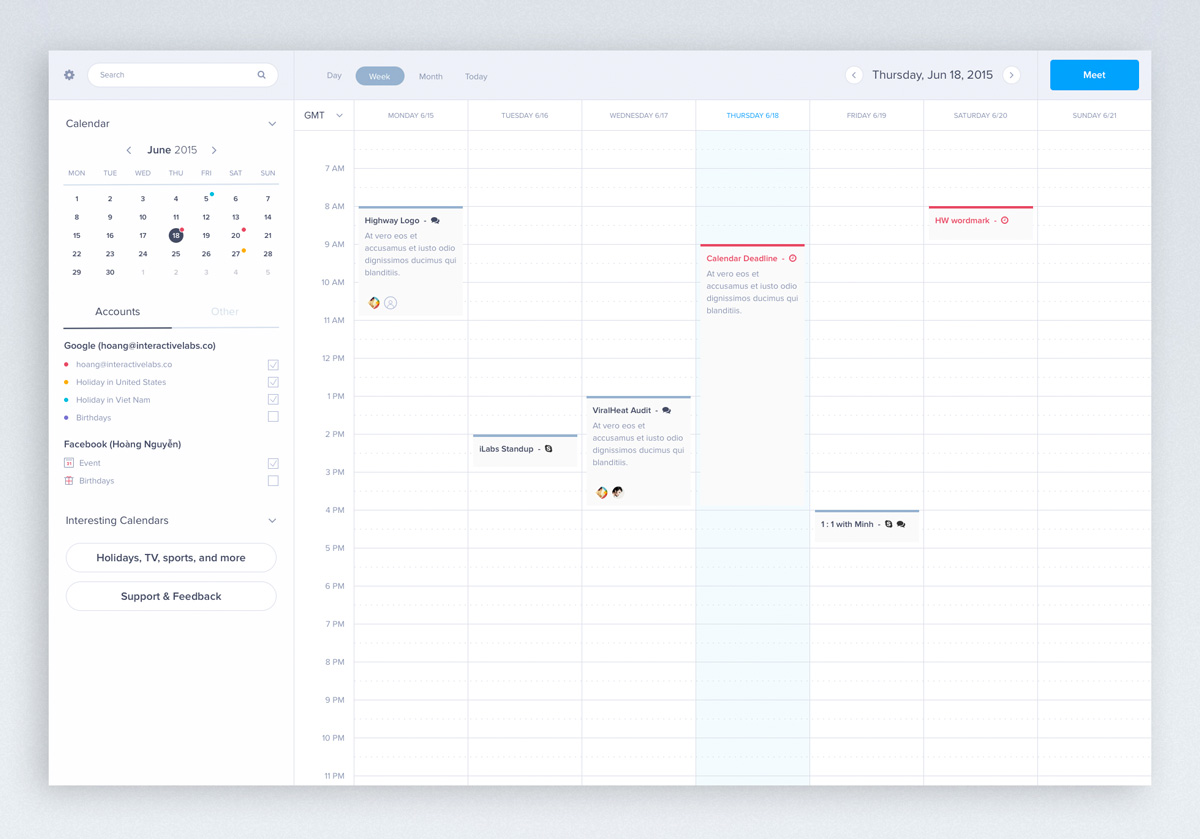 Search
Day Week Month Today
Thursday, Jun 18, 2015
Meet
Calendar
June 2015
MON TUE WED THU FRI SAT SUN
1 2 3 4 5 6 7
8 9 10 11 12 13 14
15 16 17 18 19 20 21
22 23 24 25 26 27 28
29 30 1 2 3 4 5
Accounts Other
Google (hoang@interactivelabs.co)
hoang@interactivelabs.co
Holiday in United States
Holiday in Viet Nam
Birthdays
Facebook (Hoàng Nguyễn)
31 Event
Birthdays
Interesting Calendars
Holidays, TV, sports, and more
Support & Feedback
GMT
MONDAY 6/15 TUESDAY 6/16 WEDNESDAY 6/17 THURSDAY 6/18 FRIDAY 6/19 SATURDAY 6/20 SUNDAY 6/21
7 AM
8 AM
9 AM
10 AM
11 AM
12 PM
1 PM
2 PM
3 PM
4 PM
5 PM
6 PM
7 PM
8 PM
9 PM
10 PM
11 PM
Highway Logo -
At vero eos et
accusamus et iusto odio
dignissimos ducimus qui
blanditiis.
iLabs Standup -
ViralHeat Audit -
At vero eos et
accusamus et iusto odio
dignissimos ducimus qui
blanditiis.
Calendar Deadline -
At vero eos et
accusamus et iusto odio
dignissimos ducimus qui
blanditiis.
1 : 1 with Minh -
HW wordmark -